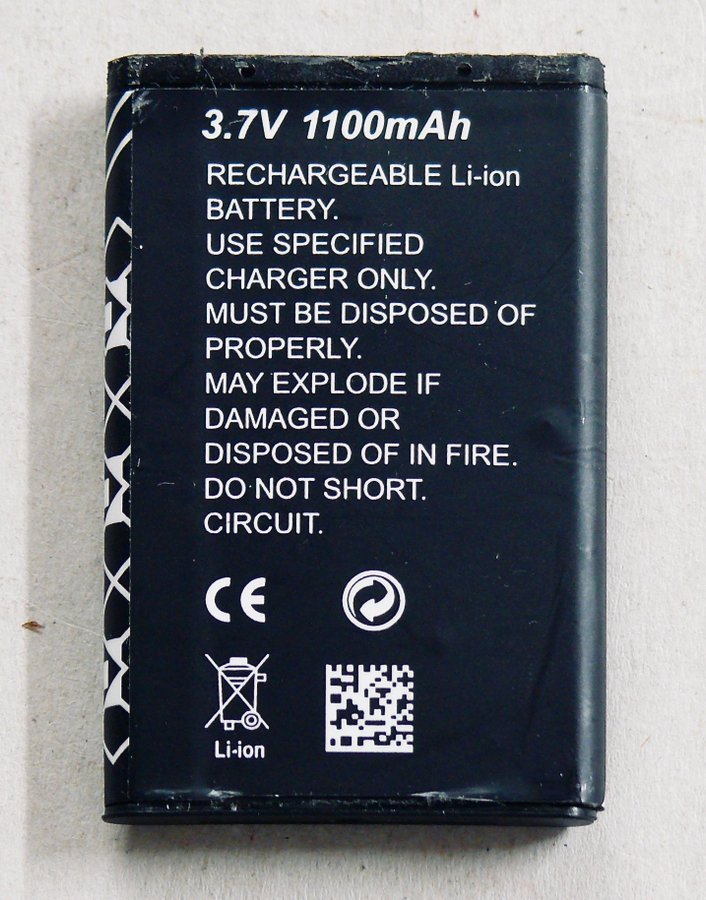 3.7V 1100mAh
RECHARGEABLE Li-ion
BATTERY.
USE SPECIFIED
CHARGER ONLY.
MUST BE DISPOSED OF
PROPERLY.
MAY EXPLODE IF
DAMAGED OR
DISPOSED OF IN FIRE.
DO NOT SHORT.
CIRCUIT.
CE
Li-ion